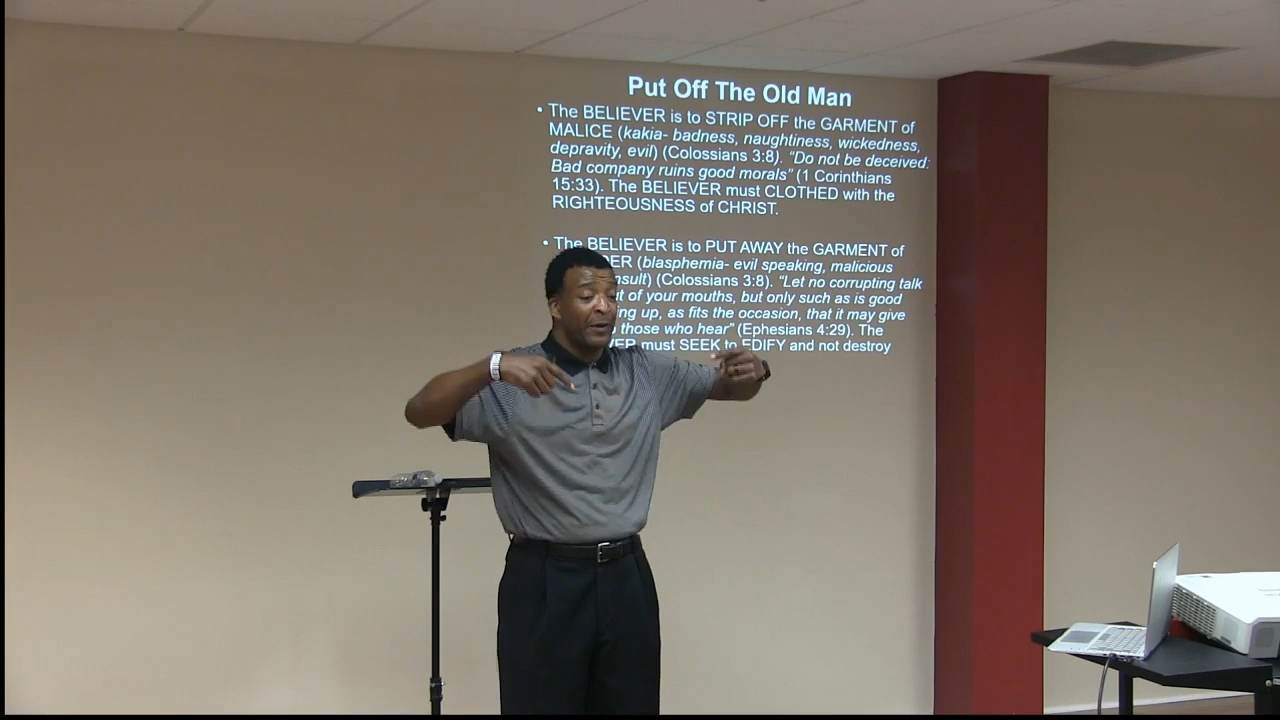 Put Off The Old Man
• The BELIEVER is to STRIP OFF the GARMENT of
MALICE (kakia- badness, naughtiness, wickedness,
depravity, evil) (Colossians 3:8). “Do not be deceived:
Bad company ruins good morals” (1 Corinthians
15:33). The BELIEVER must CLOTHED with the
RIGHTEOUSNESS of CHRIST.
• The BELIEVER is to PUT AWAY the GARMENT of
(blasphemia- evil speaking, malicious
(Colossians 3:8). “Let no corrupting talk
of your mouths, but only such as is good
up, as fits the occasion, that it may give
those who hear” (Ephesians 4:29). The
must SEEK to EDIFY and not destroy